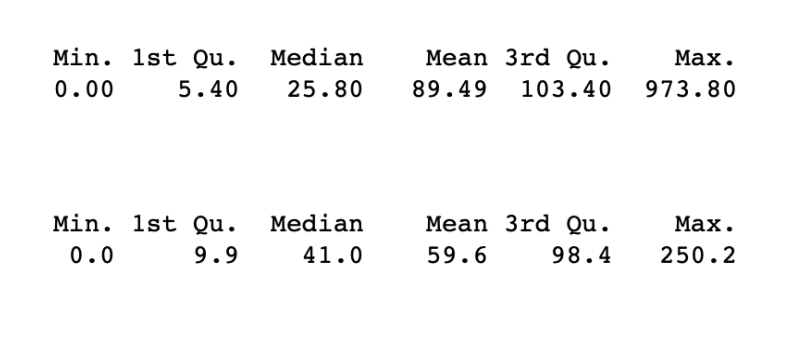 Min. 1st Qu. Median Mean 3rd Qu. Max.
0.00 5.40 25.80 89.49 103.40 973.80
Min. 1st Qu. Median Mean 3rd Qu. Max.
0.0 9.9 41.0 59.6 98.4 250.2